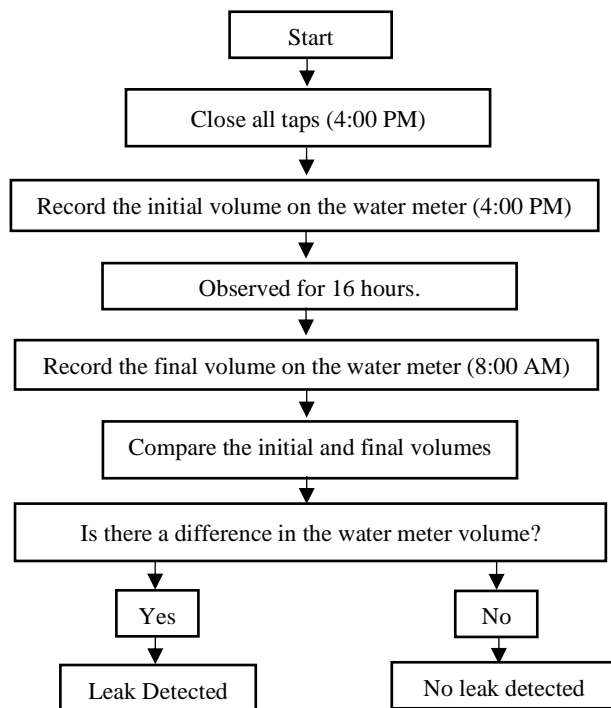 Start
Close all taps (4:00 PM)
Record the initial volume on the water meter (4:00 PM)
Observed for 16 hours.
Record the final volume on the water meter (8:00 AM)
Compare the initial and final volumes
Is there a difference in the water meter volume?
Yes
No
Leak Detected
No leak detected